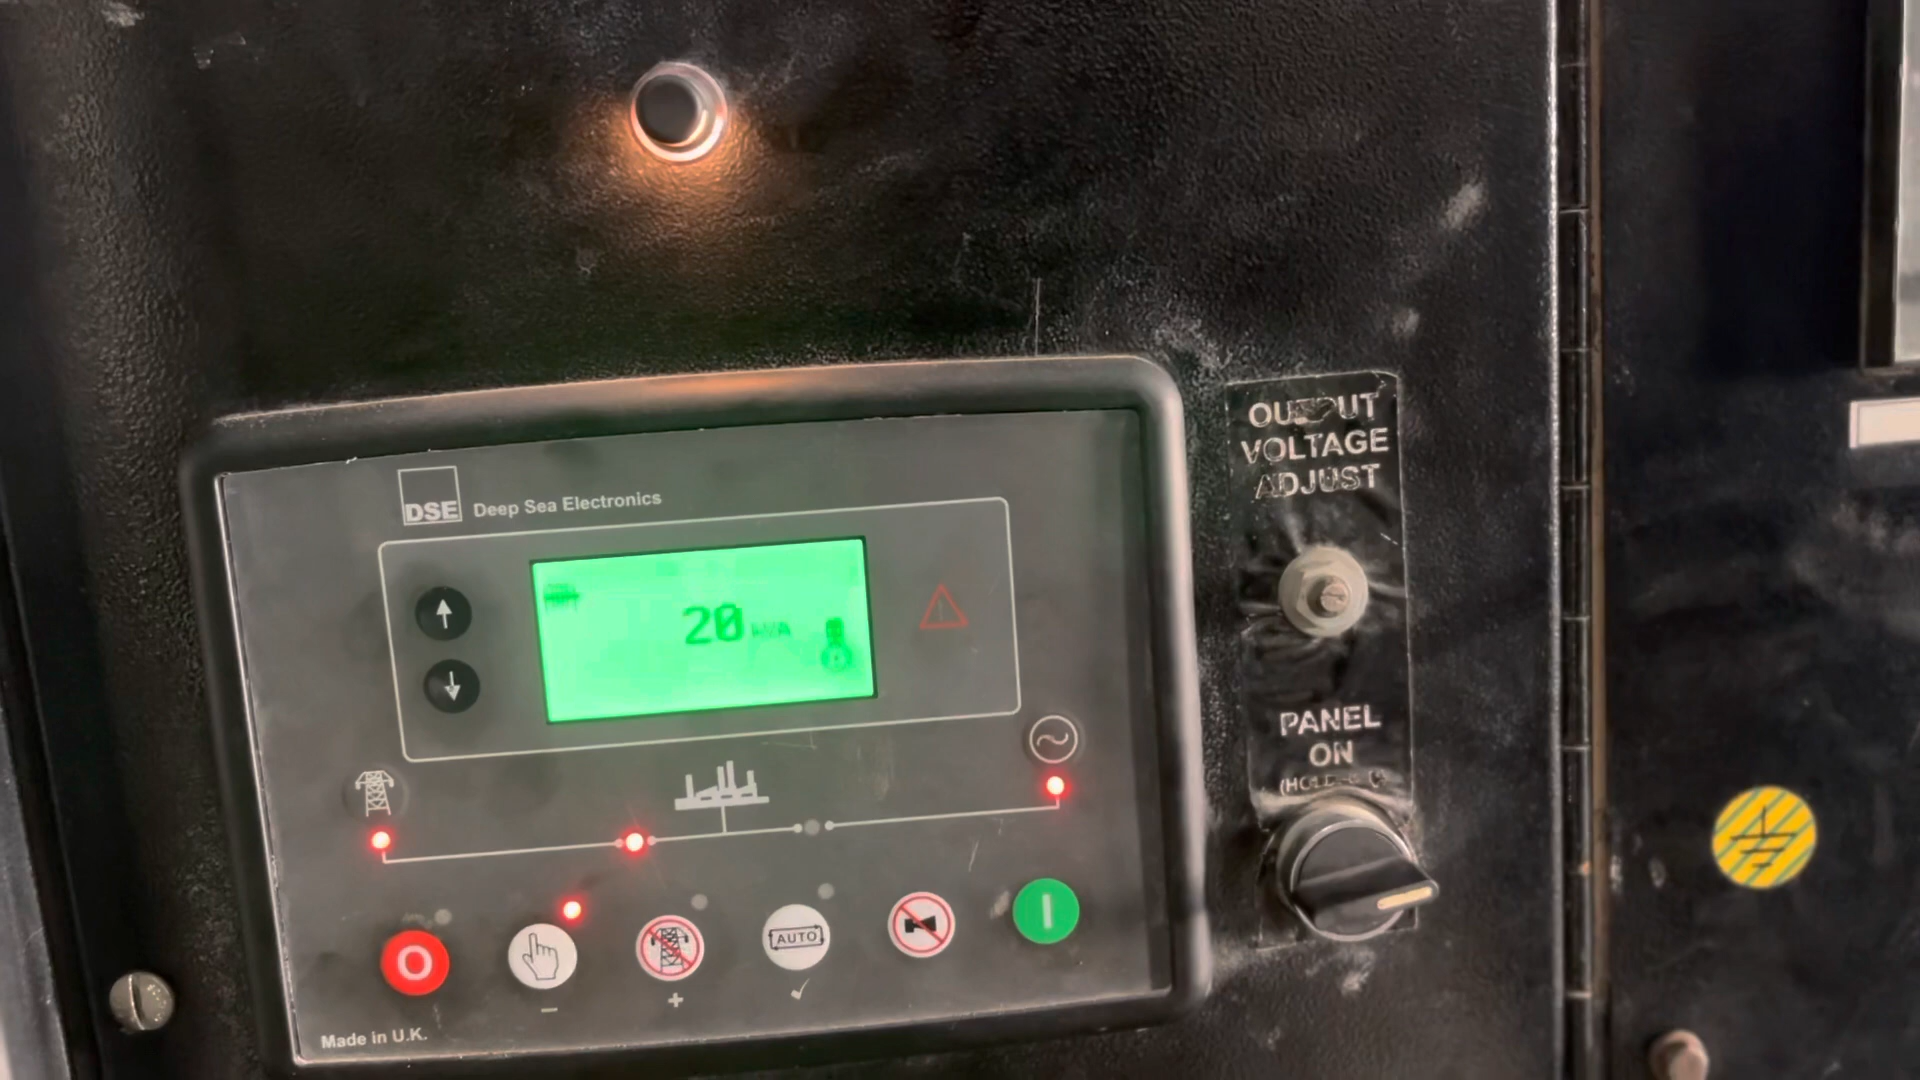 OUTPUT
VOLTAGE
ADJUST
DSE Deep Sea Electronics
20 kVA
PANEL
ON
O
AUTO
I
− + ✓
Made in U.K.